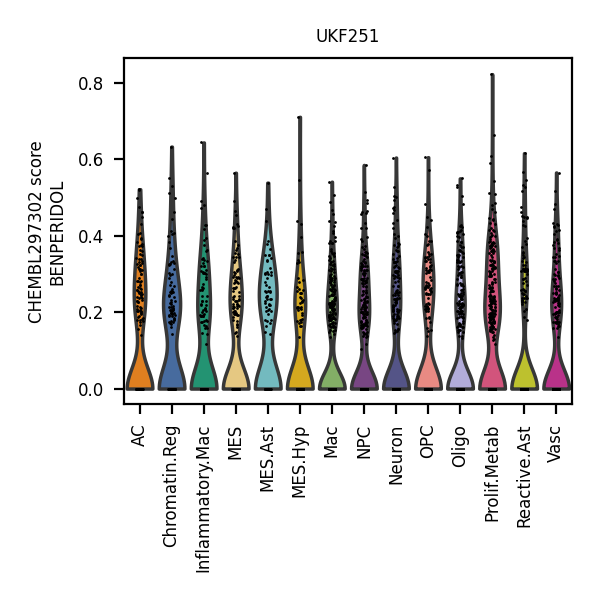 UKF251
CHEMBL297302 score
BENPERIDOL
0.8
0.6
0.4
0.2
0.0
AC
Chromatin.Reg
Inflammatory.Mac
MES
MES.Ast
MES.Hyp
Mac
NPC
Neuron
OPC
Oligo
Prolif.Metab
Reactive.Ast
Vasc